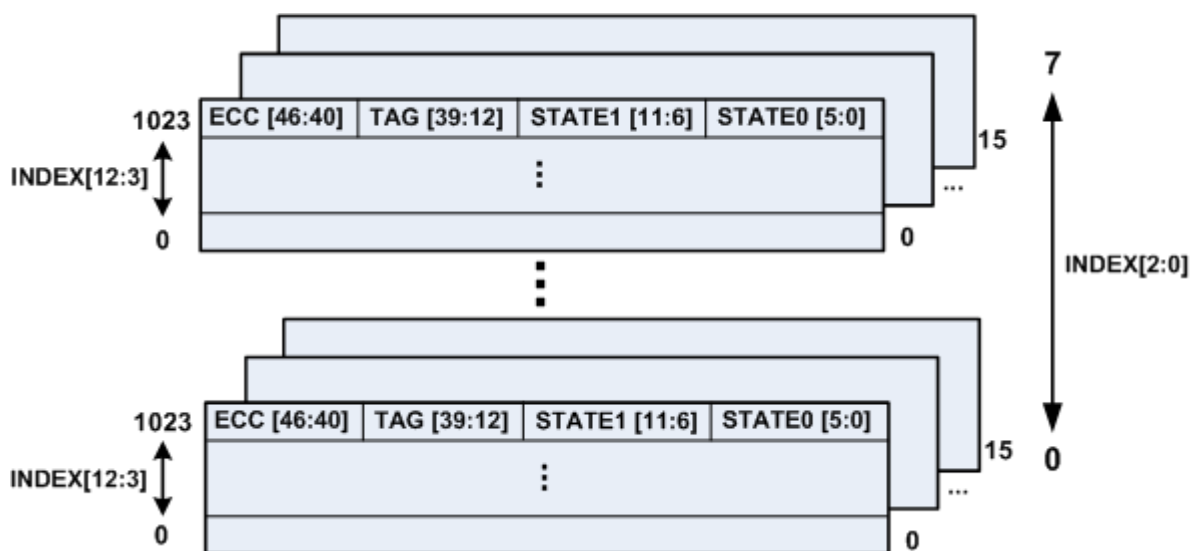 7
1023 ECC [46:40] TAG [39:12] STATE1 [11:6] STATE0 [5:0]
15
INDEX[12:3]
...
0 0
INDEX[2:0]
1023 ECC [46:40] TAG [39:12] STATE1 [11:6] STATE0 [5:0]
15 0
INDEX[12:3]
...
0 0